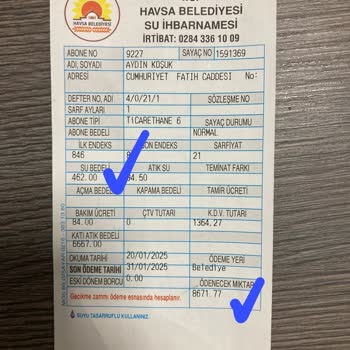 HAVSA BELEDİYESİ
HAVSA BELEDİYESİ
SU İHBARNAMESİ
İRTİBAT: 0284 336 10 09
ABONE NO 9227 SAYAÇ NO 1591369
ADI, SOYADI AYDIN KOŞUK
ADRESİ CUMHURİYET FATİH CADDESİ No:
DEFTER NO, ADI 4/0/21/1 SÖZLEŞME NO
SARF AYLARI 1
ABONE TİPİ TİCARETHANE 6 SAYAÇ DURUMU
ABONE BEDELİ NORMAL
İLK ENDEKS SON ENDEKS SARFİYAT
846 21
SU BEDELİ ATIK SU TEMİNAT FARKI
462.00 .50
AÇMA BEDELİ KAPAMA BEDELİ TAMİR ÜCRETİ
BAKIM ÜCRETİ ÇTV TUTARI K.D.V. TUTARI
84.00 0 1364.27
KATI ATIK BEDELİ
6667.00
OKUMA TARİHİ 20/01/2025 ÖDEME YERİ
SON ÖDEME TARİHİ 31/01/2025 Belediye
ESKİ DÖNEM BORCU 0.00 ÖDENECEK MİKTAR
Gecikme zammı ödeme esnasında hesaplanır. 8671.77
SUYU TASARRUFLU KULLANINIZ.